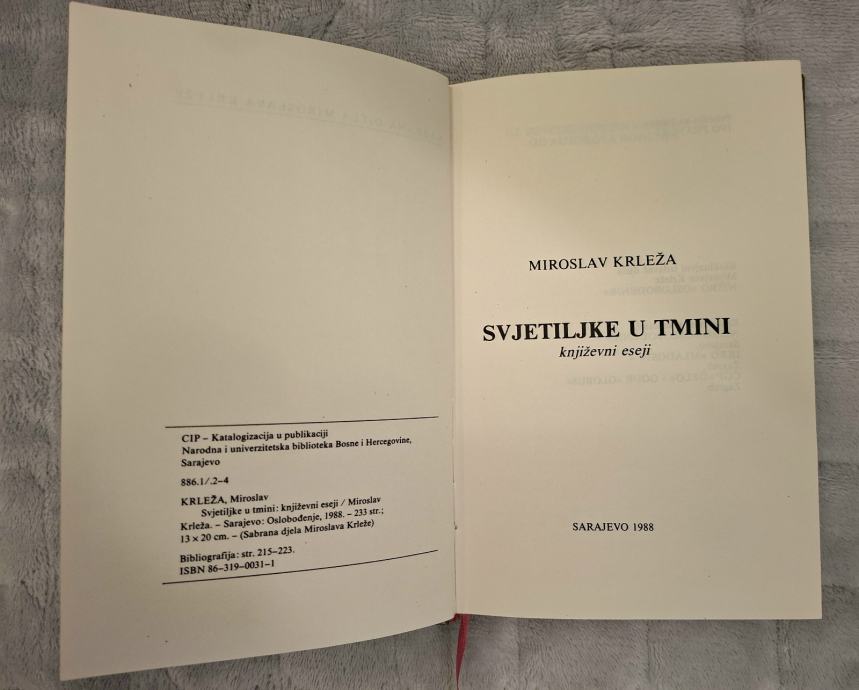 CIP – Katalogizacija u publikaciji
Narodna i univerzitetska biblioteka Bosne i Hercegovine,
Sarajevo
886.1/.2–4
KRLEŽA, Miroslav
Svjetiljke u tmini: književni eseji / Miroslav
Krleža. – Sarajevo: Oslobođenje, 1988. – 233 str.;
13 × 20 cm. – (Sabrana djela Miroslava Krleže)
Bibliografija: str. 215–223.
ISBN 86–319–0031–1
MIROSLAV KRLEŽA
SVJETILJKE U TMINI
književni eseji
SARAJEVO 1988